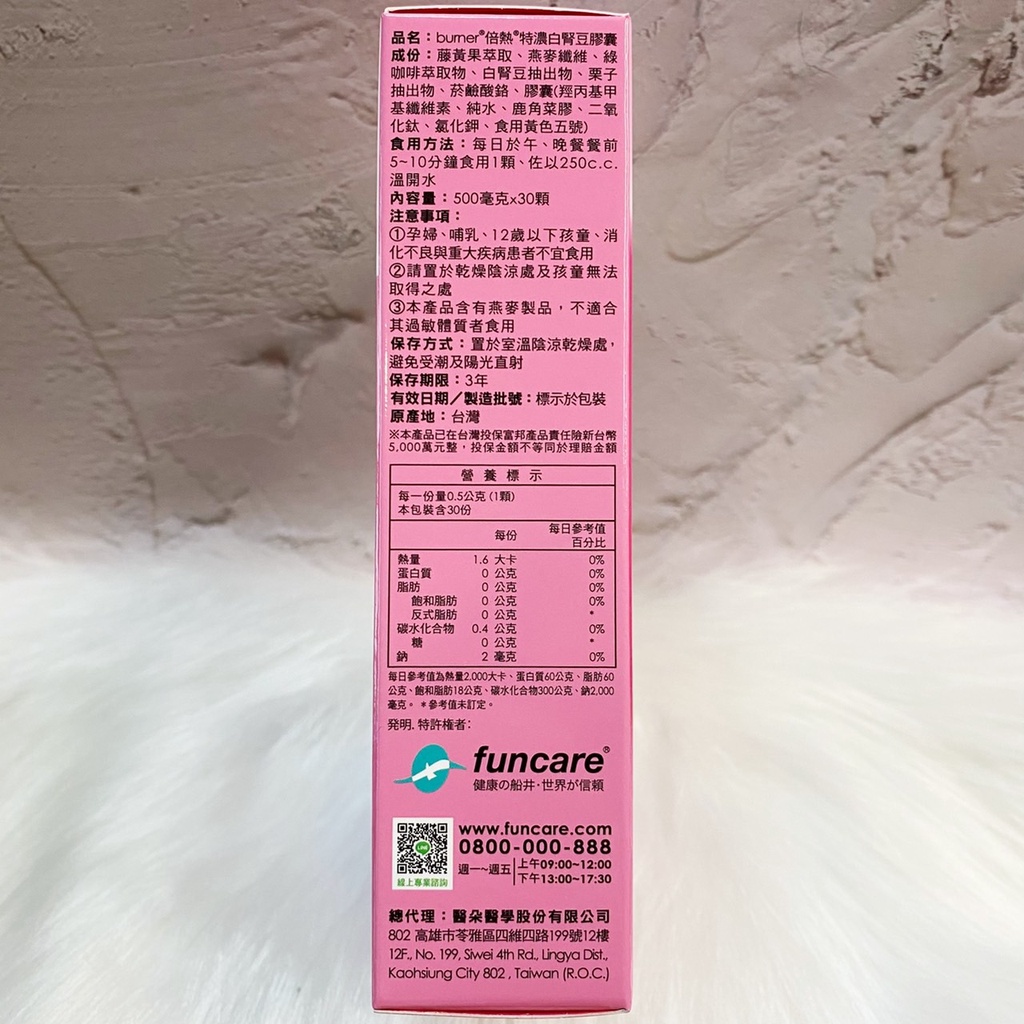 品名：burner®倍熱®特濃白腎豆膠囊
成份：藤黃果萃取、燕麥纖維、綠
咖啡萃取物、白腎豆抽出物、栗子
抽出物、菸鹼酸鉻、膠囊(羥丙基甲
基纖維素、純水、鹿角菜膠、二氧
化鈦、氯化鉀、食用黃色五號)
食用方法：每日於午、晚餐餐前
5~10分鐘食用1顆、佐以250c.c.
溫開水
內容量：500毫克x30顆
注意事項：
①孕婦、哺乳、12歲以下孩童、消
化不良與重大疾病患者不宜食用
②請置於乾燥陰涼處及孩童無法
取得之處
③本產品含有燕麥製品，不適合
其過敏體質者食用
保存方式：置於室溫陰涼乾燥處，
避免受潮及陽光直射
保存期限：3年
有效日期／製造批號：標示於包裝
原產地：台灣
※本產品已在台灣投保富邦產品責任險新台幣
5,000萬元整，投保金額不等同於理賠金額
營養標示
每一份量0.5公克(1顆)
本包裝含30份
每份 每日參考值百分比
熱量 1.6 大卡 0%
蛋白質 0 公克 0%
脂肪 0 公克 0%
飽和脂肪 0 公克 0%
反式脂肪 0 公克 *
碳水化合物 0.4 公克 0%
糖 0 公克 *
鈉 2 毫克 0%
每日參考值為熱量2,000大卡、蛋白質60公克、脂肪60
公克、飽和脂肪18公克、碳水化合物300公克、鈉2,000
毫克。*參考值未訂定。
發明. 特許権者：
funcare®
健康の船井・世界が信頼
LINE
線上專業諮詢
www.funcare.com
0800-000-888
週一~週五 上午09:00~12:00
下午13:00~17:30
總代理：醫朵醫學股份有限公司
802 高雄市苓雅區四維四路199號12樓
12F., No. 199, Siwei 4th Rd., Lingya Dist.,
Kaohsiung City 802 , Taiwan (R.O.C.)